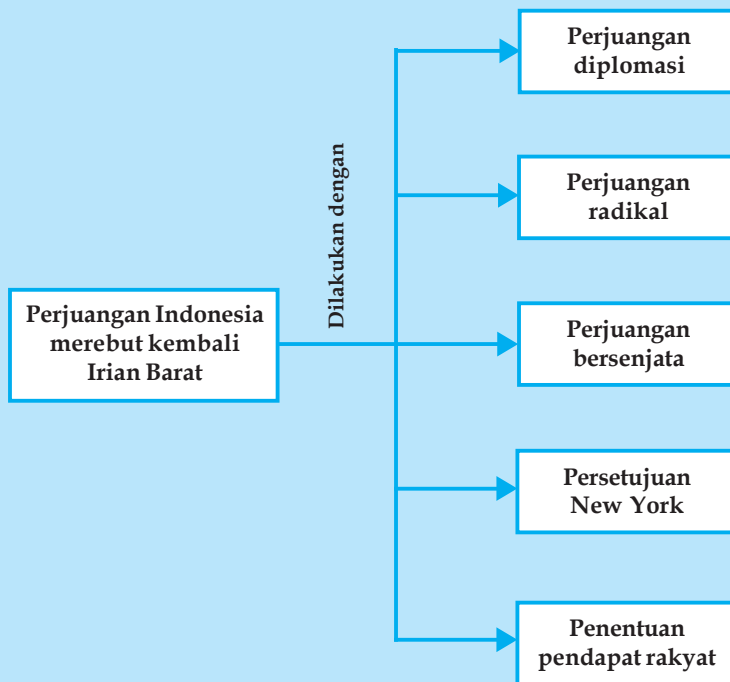 Perjuangan Indonesia
merebut kembali
Irian Barat
Dilakukan dengan
Perjuangan
diplomasi
Perjuangan
radikal
Perjuangan
bersenjata
Persetujuan
New York
Penentuan
pendapat rakyat